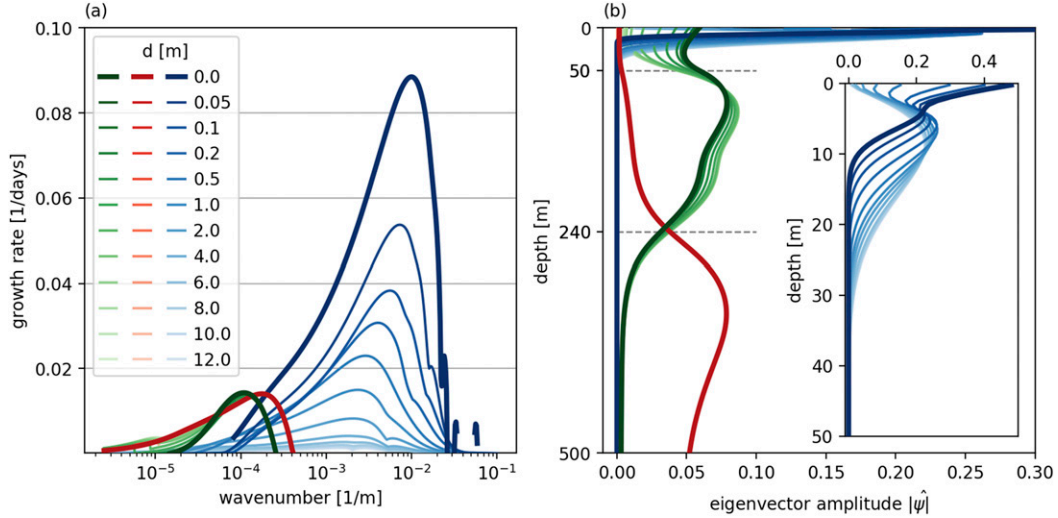 (a)
0.10
0.08
0.06
0.04
0.02
growth rate [1/days]
d [m]
0.0
0.05
0.1
0.2
0.5
1.0
2.0
4.0
6.0
8.0
10.0
12.0
10⁻⁵ 10⁻⁴ 10⁻³ 10⁻² 10⁻¹
wavenumber [1/m]
(b)
0
50
240
500
depth [m]
0.00 0.05 0.10 0.15 0.20 0.25 0.30
eigenvector amplitude |ψ̂|
0.0 0.2 0.4
0
10
20
30
40
50
depth [m]